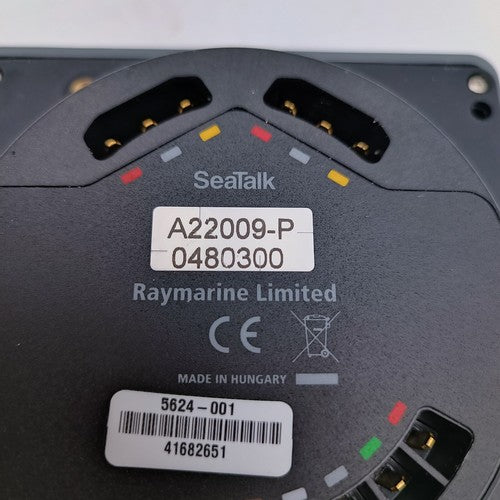 SeaTalk
A22009-P
0480300
Raymarine Limited
CE
MADE IN HUNGARY
5624-001
41682651